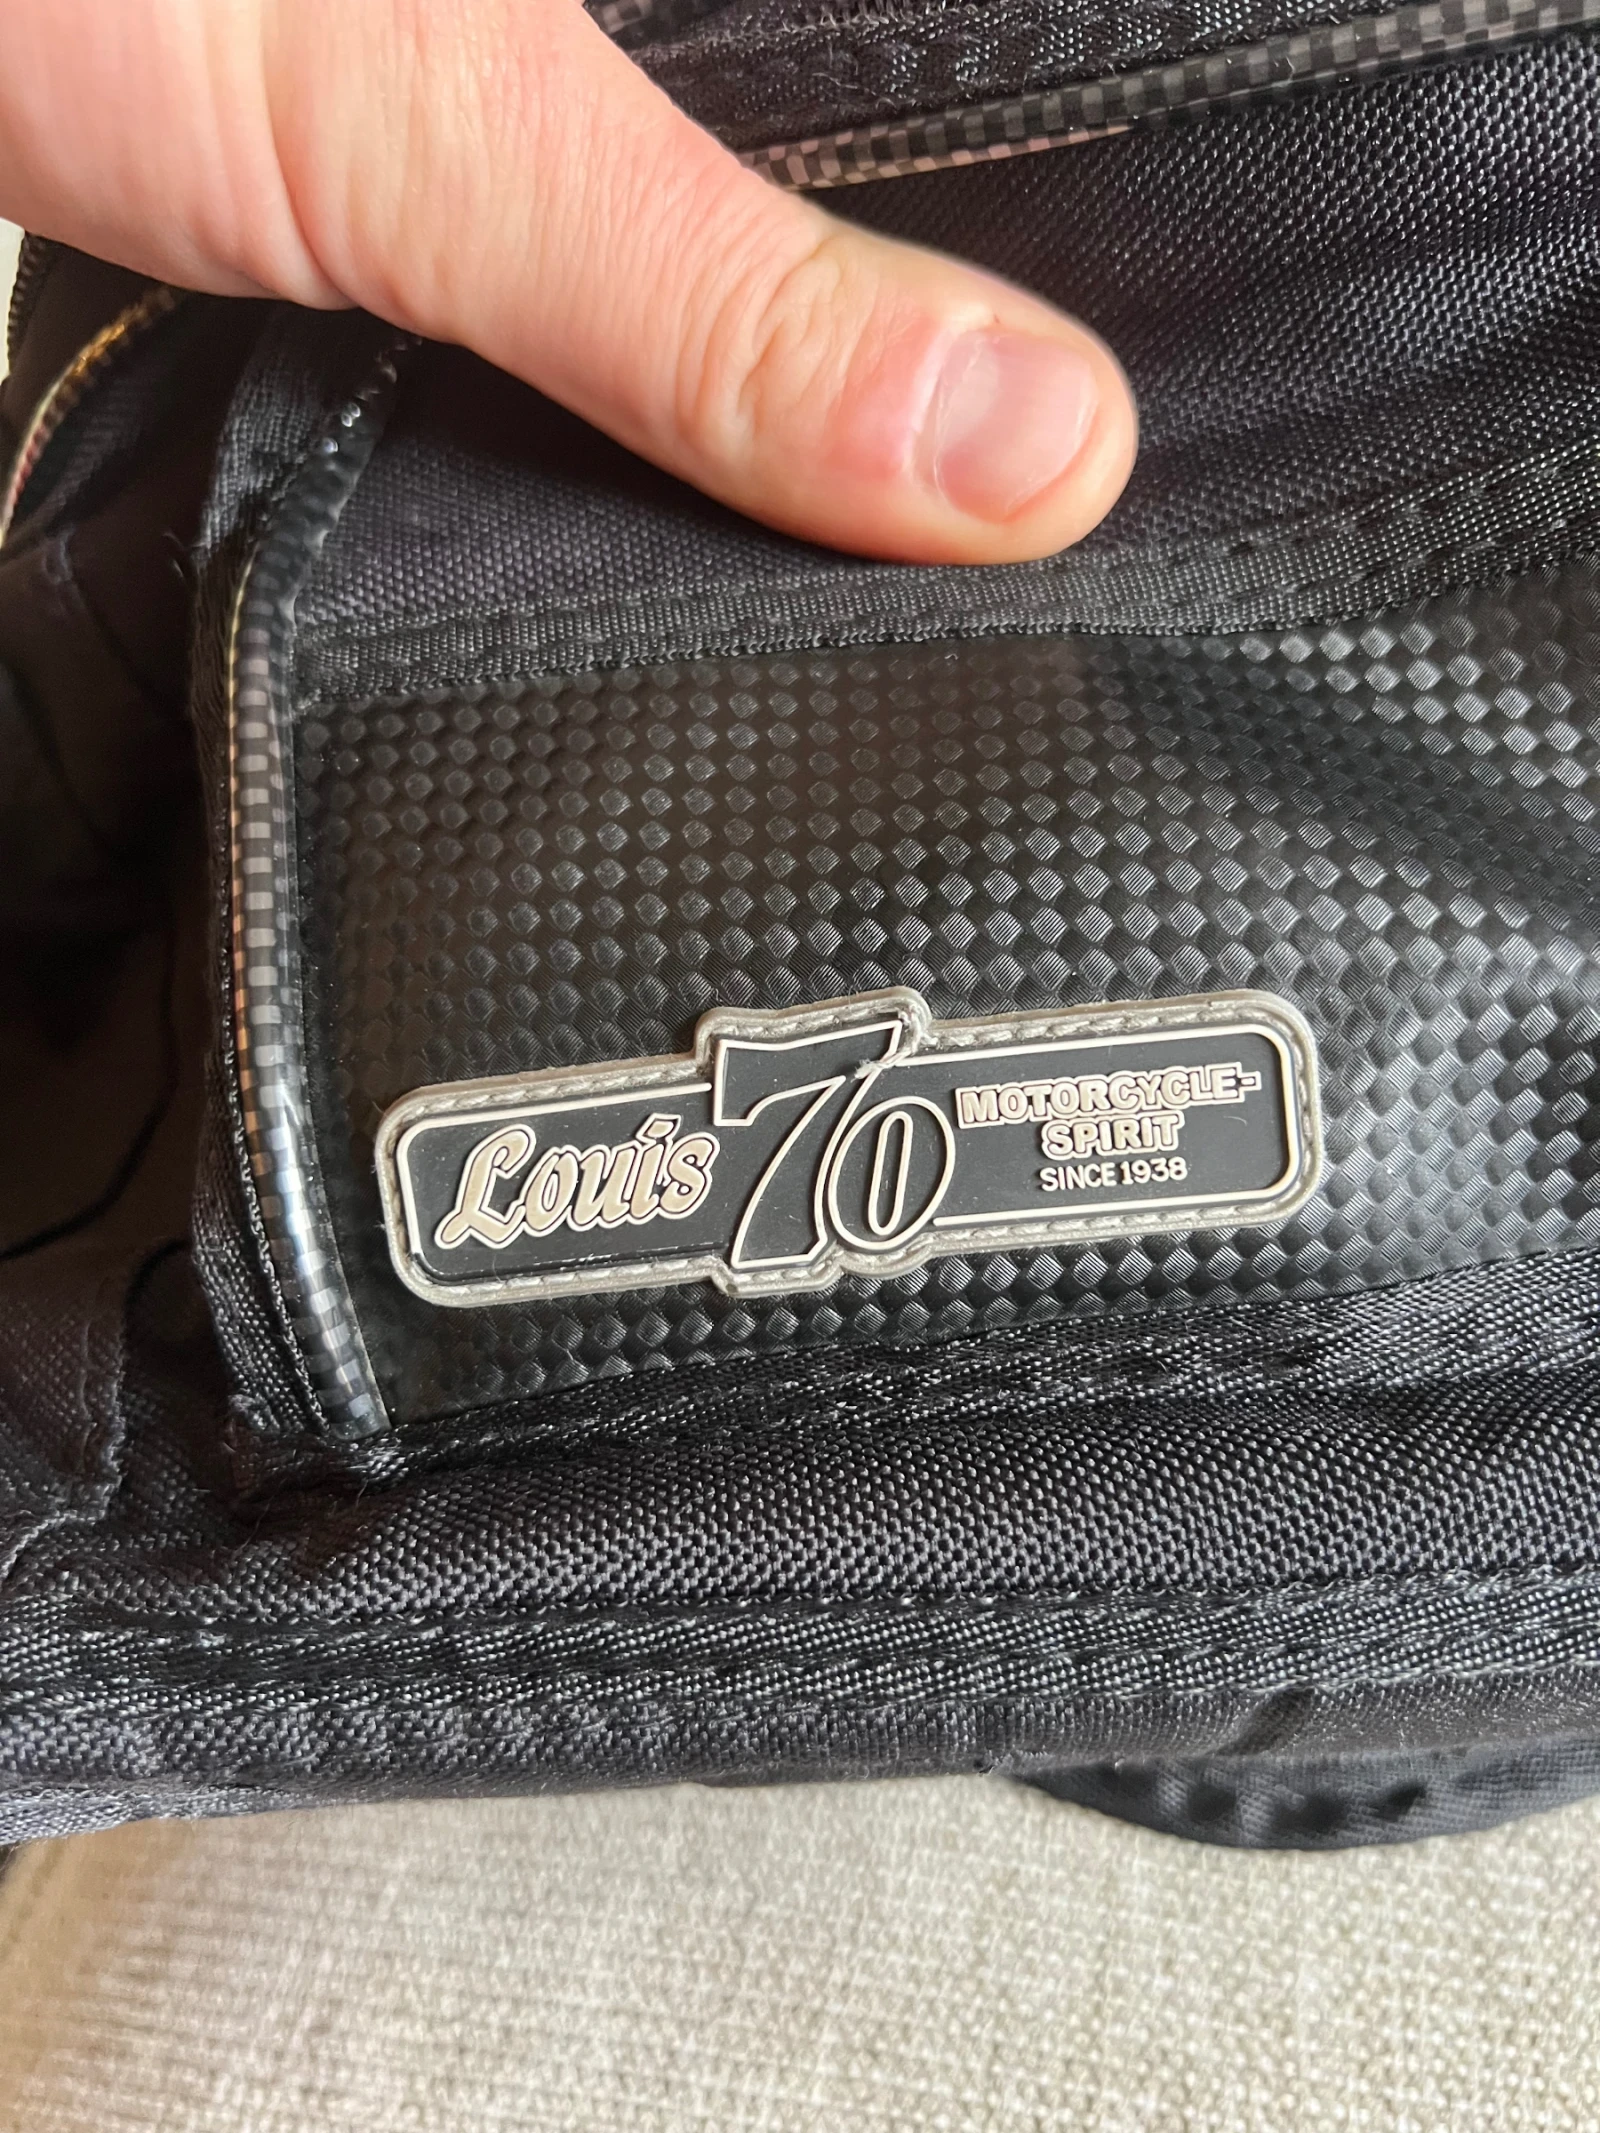 Louis 70 MOTORCYCLE-
SPIRIT
SINCE 1938